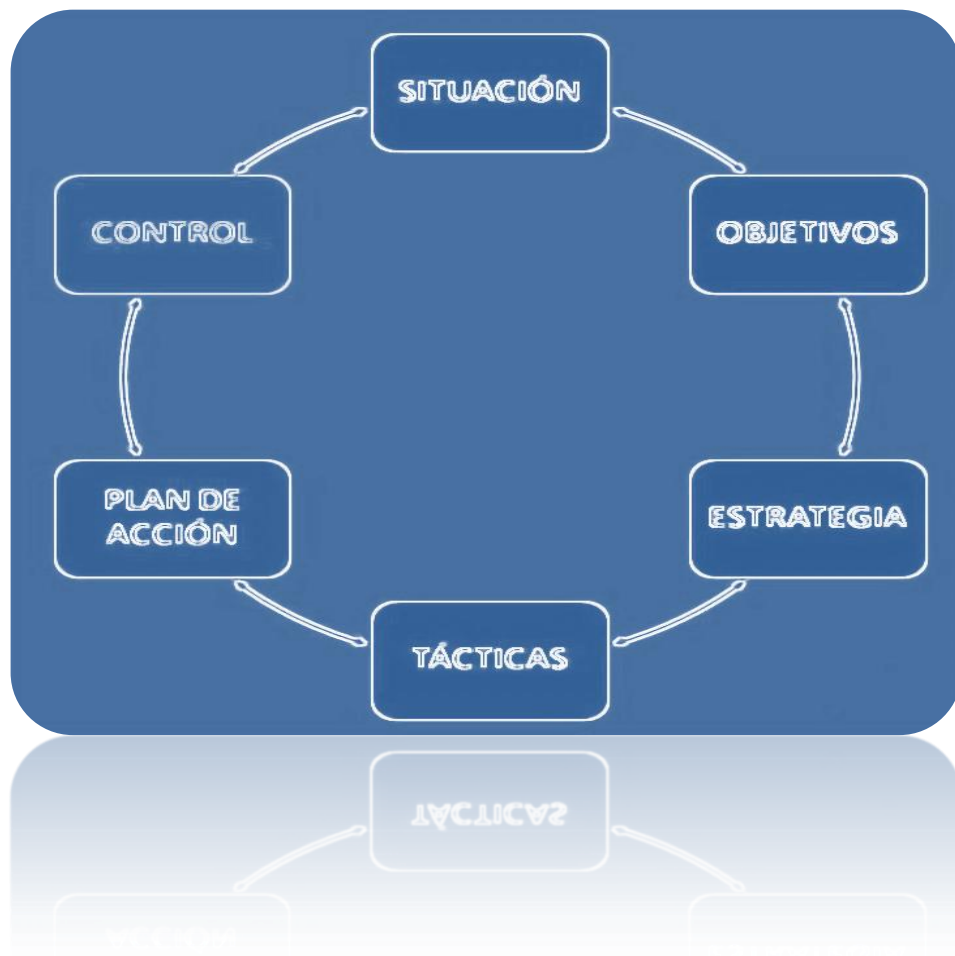 SITUACIÓN
OBJETIVOS
ESTRATEGIA
TÁCTICAS
PLAN DE
ACCIÓN
CONTROL